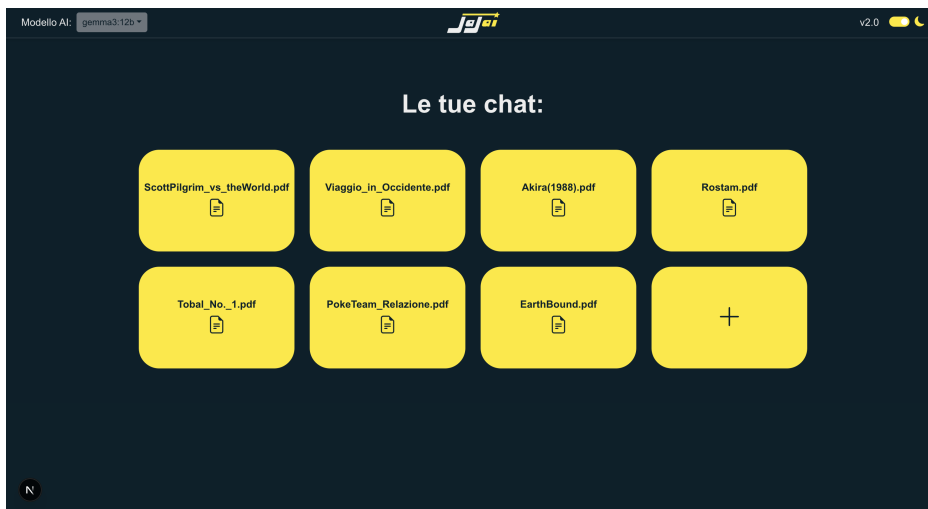 Modello AI: gemma3:12b
JoJai
v2.0
Le tue chat:
ScottPilgrim_vs_theWorld.pdf
Viaggio_in_Occidente.pdf
Akira(1988).pdf
Rostam.pdf
Tobal_No._1.pdf
PokeTeam_Relazione.pdf
EarthBound.pdf
N